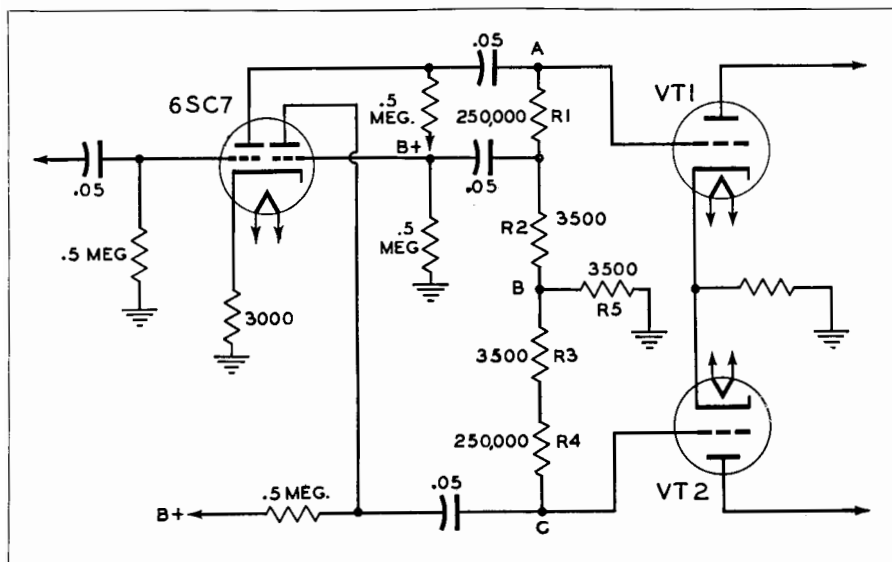 .05
A
6SC7
VT1
.5
MEG.
250,000
R1
B+
.05
.05
.5 MEG
.5
MEG
R2
3500
3500
B
R5
3000
3500
R3
250,000
R4
.05
VT2
.5 MEG.
B+
C